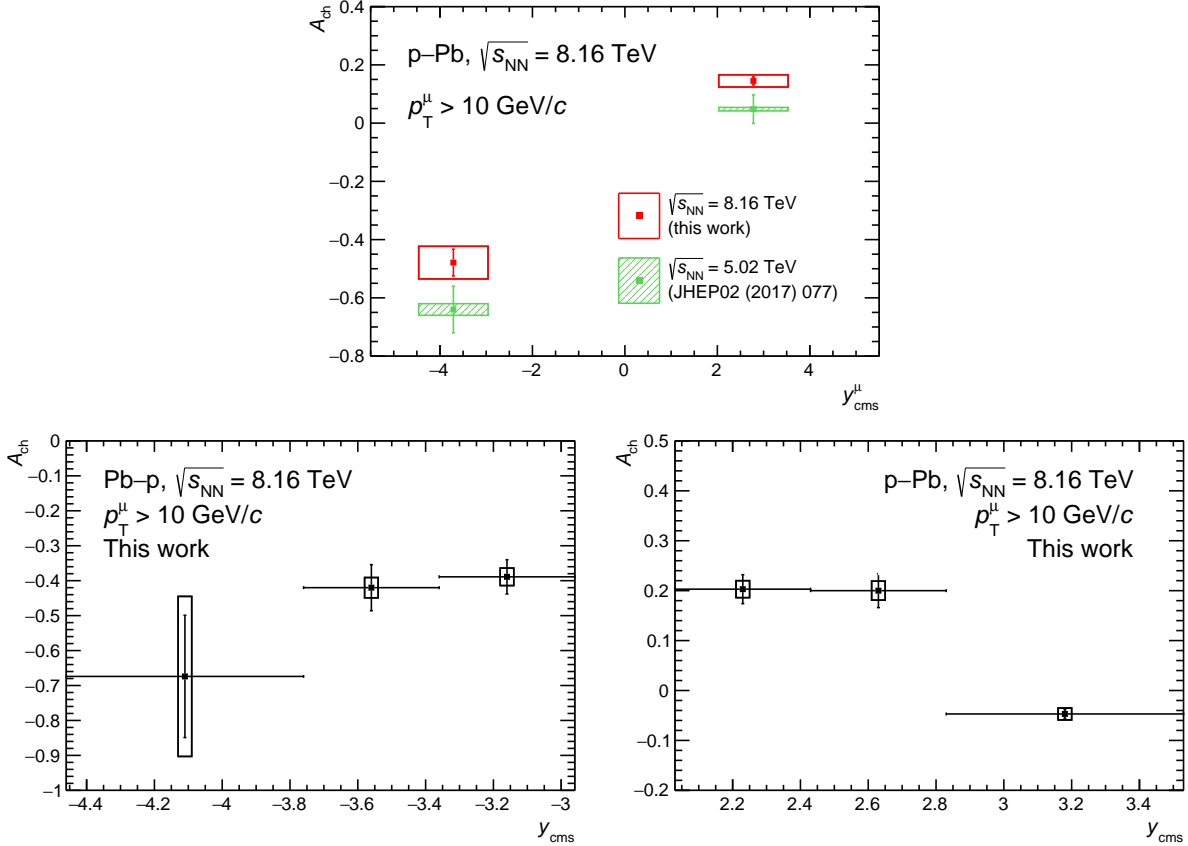 A_ch
0.4
0.2
0
−0.2
−0.4
−0.6
−0.8
p–Pb, √s_NN = 8.16 TeV
p_T^μ > 10 GeV/c
√s_NN = 8.16 TeV
(this work)
√s_NN = 5.02 TeV
(JHEP02 (2017) 077)
−4 −2 0 2 4
y_cms^μ
A_ch
0
−0.1
−0.2
−0.3
−0.4
−0.5
−0.6
−0.7
−0.8
−0.9
−1
Pb–p, √s_NN = 8.16 TeV
p_T^μ > 10 GeV/c
This work
−4.4 −4.2 −4 −3.8 −3.6 −3.4 −3.2 −3
y_cms
A_ch
0.5
0.4
0.3
0.2
0.1
0
−0.1
−0.2
p–Pb, √s_NN = 8.16 TeV
p_T^μ > 10 GeV/c
This work
2.2 2.4 2.6 2.8 3 3.2 3.4
y_cms